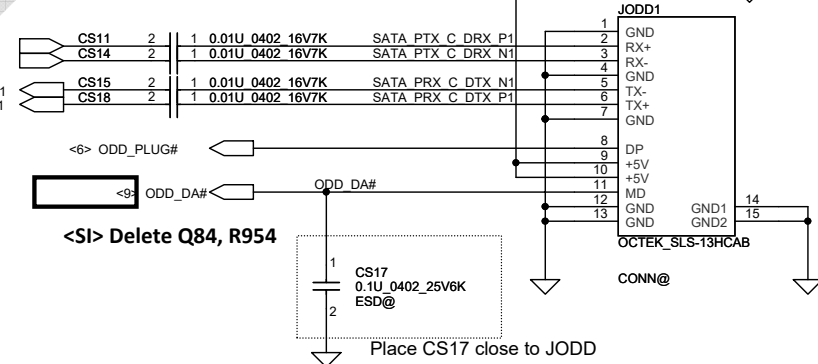 JODD1
1 GND
CS11 2 1 0.01U_0402_16V7K SATA_PTX_C_DRX_P1 2 RX+
CS14 2 1 0.01U_0402_16V7K SATA_PTX_C_DRX_N1 3 RX-
4 GND
1 CS15 2 1 0.01U_0402_16V7K SATA_PRX_C_DTX_N1 5 TX-
1 CS18 2 1 0.01U_0402_16V7K SATA_PRX_C_DTX_P1 6 TX+
7 GND
<6> ODD_PLUG# 8 DP
9 +5V
10 +5V
<9> ODD_DA# ODD_DA# 11 MD
12 GND GND1 14
13 GND GND2 15
<SI> Delete Q84, R954
OCTEK_SLS-13HCAB
1
CS17
CONN@
0.1U_0402_25V6K
ESD@
2
Place CS17 close to JODD